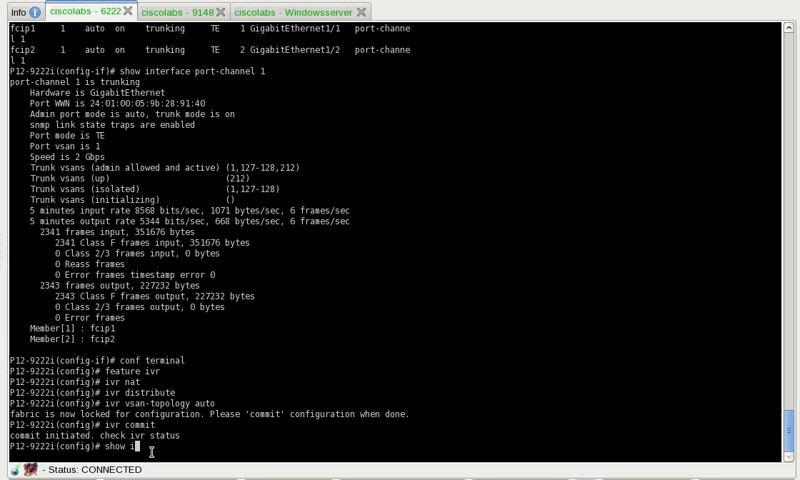 Info
ciscolabs - 6222
ciscolabs - 9148
ciscolabs - Windowsserver
fcip1 1 auto on trunking TE 1 GigabitEthernet1/1 port-channe
l 1
fcip2 1 auto on trunking TE 2 GigabitEthernet1/2 port-channe
l 1
P12-9222i(config-if)# show interface port-channel 1
port-channel 1 is trunking
Hardware is GigabitEthernet
Port WWN is 24:01:00:05:9b:28:91:40
Admin port mode is auto, trunk mode is on
snmp link state traps are enabled
Port mode is TE
Port vsan is 1
Speed is 2 Gbps
Trunk vsans (admin allowed and active) (1,127-128,212)
Trunk vsans (up) (212)
Trunk vsans (isolated) (1,127-128)
Trunk vsans (initializing) ()
5 minutes input rate 8568 bits/sec, 1071 bytes/sec, 6 frames/sec
5 minutes output rate 5344 bits/sec, 668 bytes/sec, 6 frames/sec
2341 frames input, 351676 bytes
2341 Class F frames input, 351676 bytes
0 Class 2/3 frames input, 0 bytes
0 Reass frames
0 Error frames timestamp error 0
2343 frames output, 227232 bytes
2343 Class F frames output, 227232 bytes
0 Class 2/3 frames output, 0 bytes
0 Error frames
Member[1] : fcip1
Member[2] : fcip2
P12-9222i(config-if)# conf terminal
P12-9222i(config)# feature ivr
P12-9222i(config)# ivr nat
P12-9222i(config)# ivr distribute
P12-9222i(config)# ivr vsan-topology auto
fabric is now locked for configuration. Please 'commit' configuration when done.
P12-9222i(config)# ivr commit
commit initiated. check ivr status
P12-9222i(config)# show i
- Status: CONNECTED